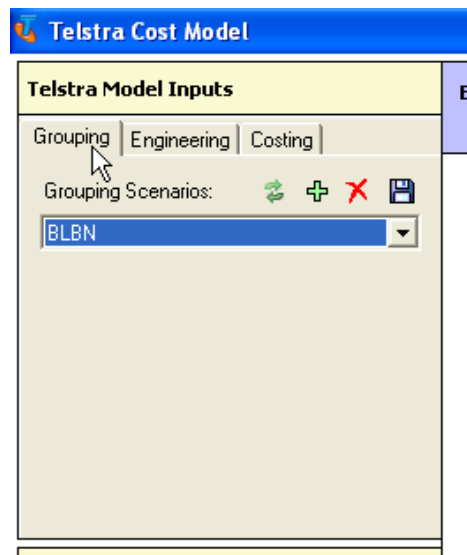 Telstra Cost Model
Telstra Model Inputs
Grouping Engineering Costing
Grouping Scenarios:
BLBN